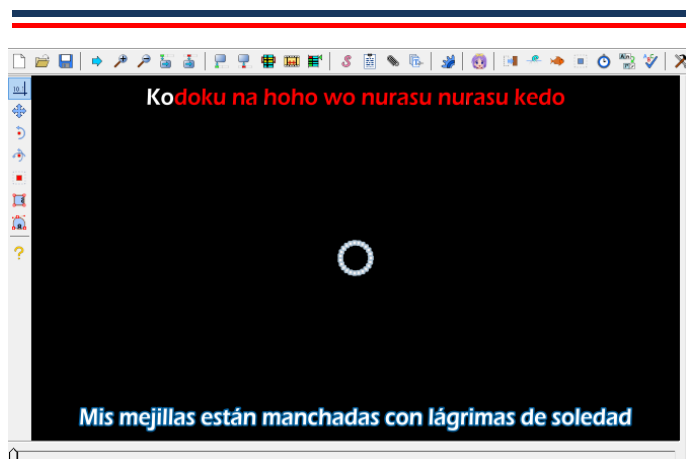 Kodoku na hoho wo nurasu nurasu kedo
Mis mejillas están manchadas con lágrimas de soledad